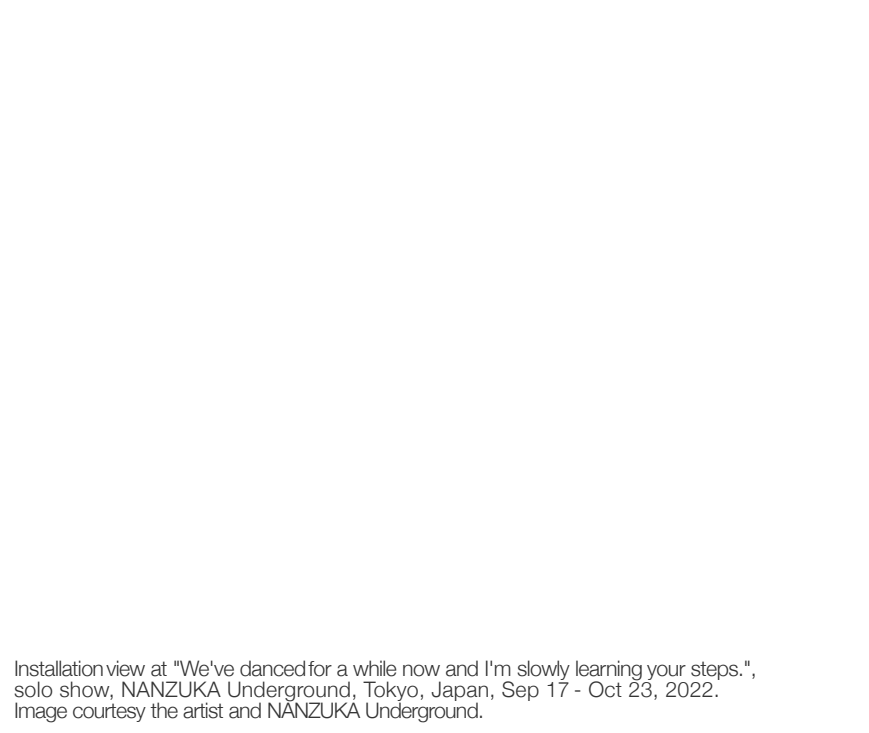 Installation view at "We've danced for a while now and I'm slowly learning your steps.",
solo show, NANZUKA Underground, Tokyo, Japan, Sep 17 - Oct 23, 2022.
Image courtesy the artist and NANZUKA Underground.